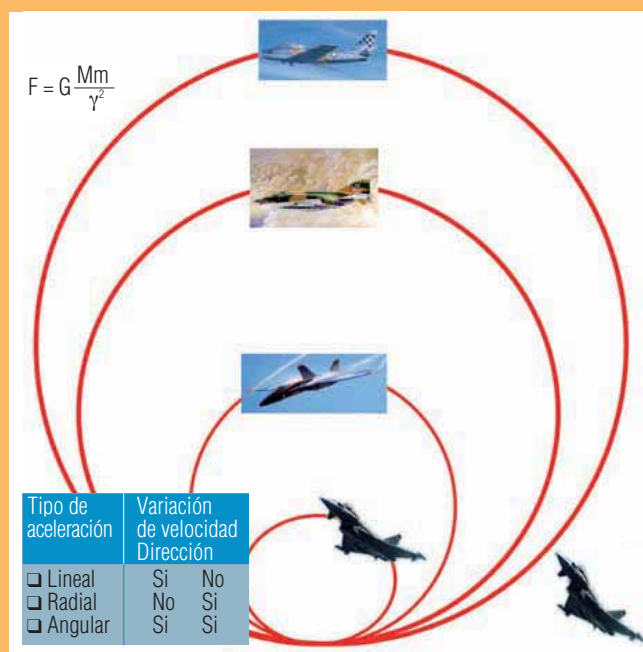 F = G Mm / γ²
Tipo de aceleración Variación de velocidad Dirección
❑ Lineal Si No
❑ Radial No Si
❑ Angular Si Si